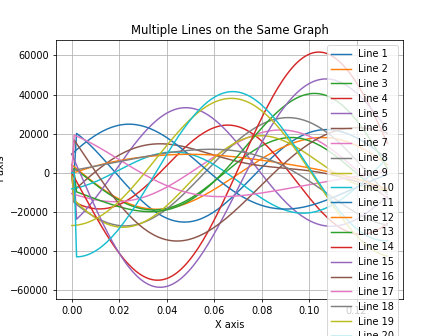 Multiple Lines on the Same Graph
60000
40000
20000
0
−20000
−40000
−60000
0.00
0.02
0.04
0.06
0.08
0.10
X axis
Line 1
Line 2
Line 3
Line 4
Line 5
Line 6
Line 7
Line 8
Line 9
Line 10
Line 11
Line 12
Line 13
Line 14
Line 15
Line 16
Line 17
Line 18
Line 19
Line 20